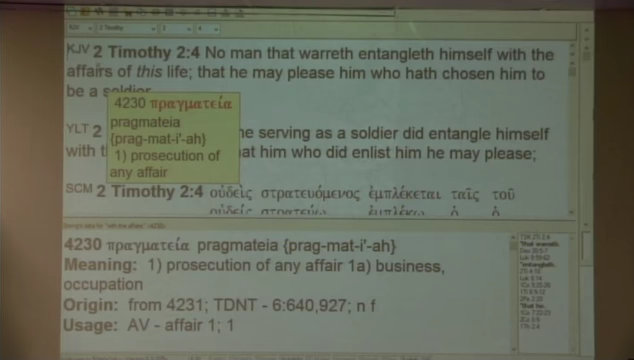 KJV 2 Timothy 2:4 No man that warreth entangleth himself with the
affairs of this life; that he may please him who hath chosen him to
be a soldier
4230 πραγματεία
pragmateia
{prag-mat-i'-ah}
1) prosecution of
any affair
YLT 2 ne serving as a soldier did entangle himself
with th at him who did enlist him he may please;
SCM 2 Timothy 2:4 οὐδεὶς στρατευόμενος ἐμπλέκεται ταῖς τοῦ
4230 πραγματεία pragmateia {prag-mat-i'-ah}
Meaning: 1) prosecution of any affair 1a) business,
occupation
Origin: from 4231; TDNT - 6:640,927; n f
Usage: AV - affair 1; 1